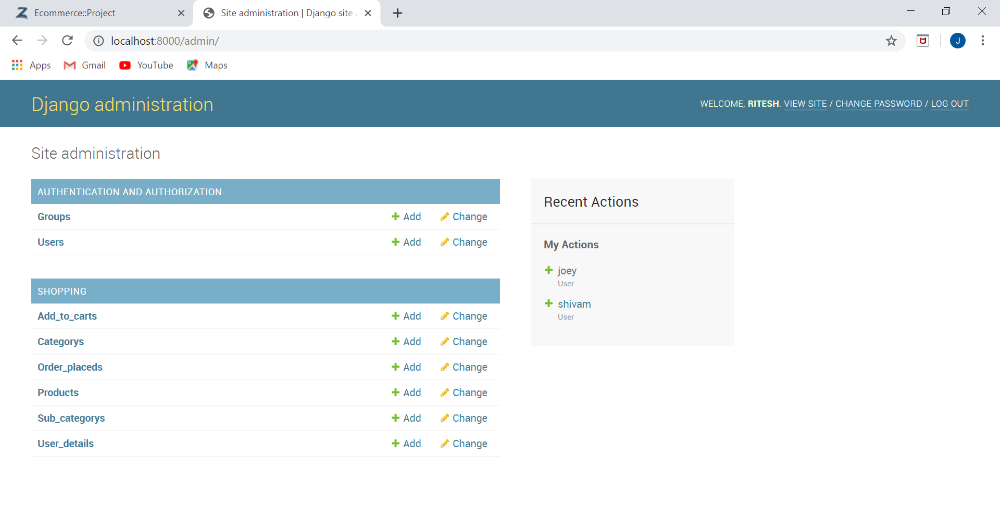 Ecommerce::Project
Site administration | Django site
localhost:8000/admin/
J
Apps Gmail YouTube Maps
Django administration
WELCOME, RITESH. VIEW SITE / CHANGE PASSWORD / LOG OUT
Site administration
AUTHENTICATION AND AUTHORIZATION
Groups Add Change
Users Add Change
SHOPPING
Add_to_carts Add Change
Categorys Add Change
Order_placeds Add Change
Products Add Change
Sub_categorys Add Change
User_details Add Change
Recent Actions
My Actions
joey
User
shivam
User